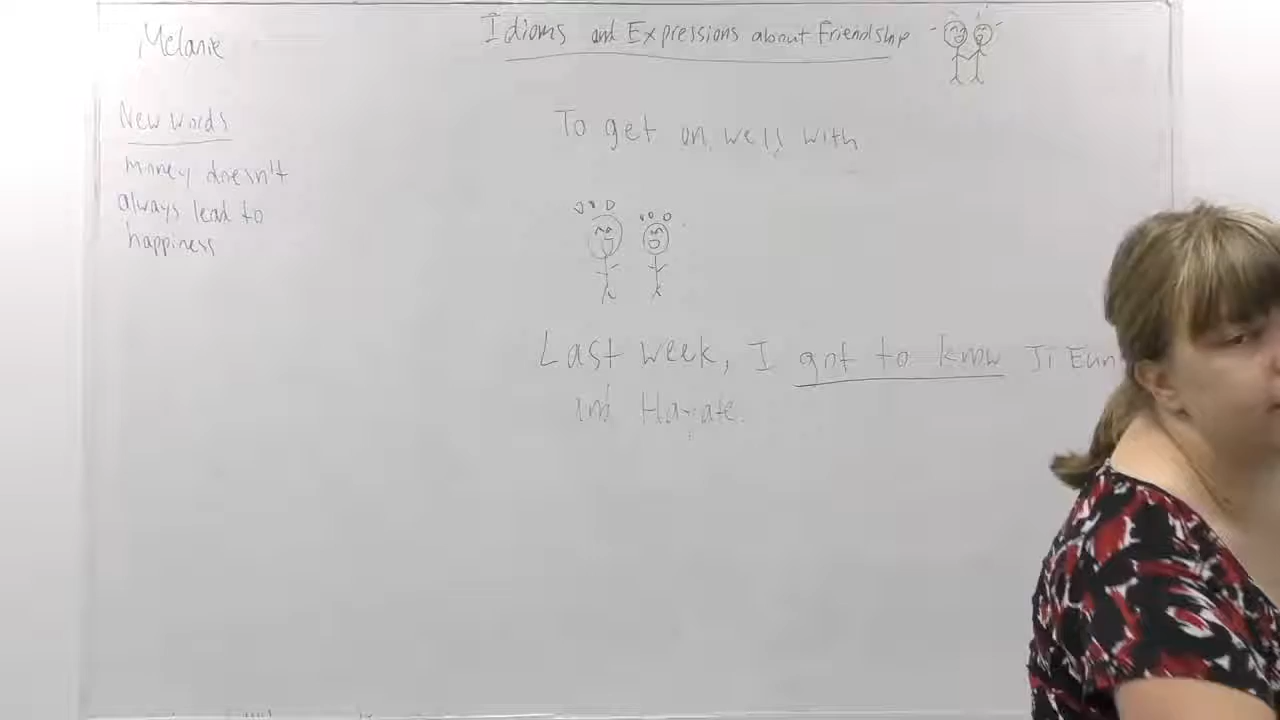 Melanie
Idioms and Expressions about Friendship
New words
money doesn't
always lead to
happiness
To get on well with
Last week, I got to know Ji Eun
and Hayate.